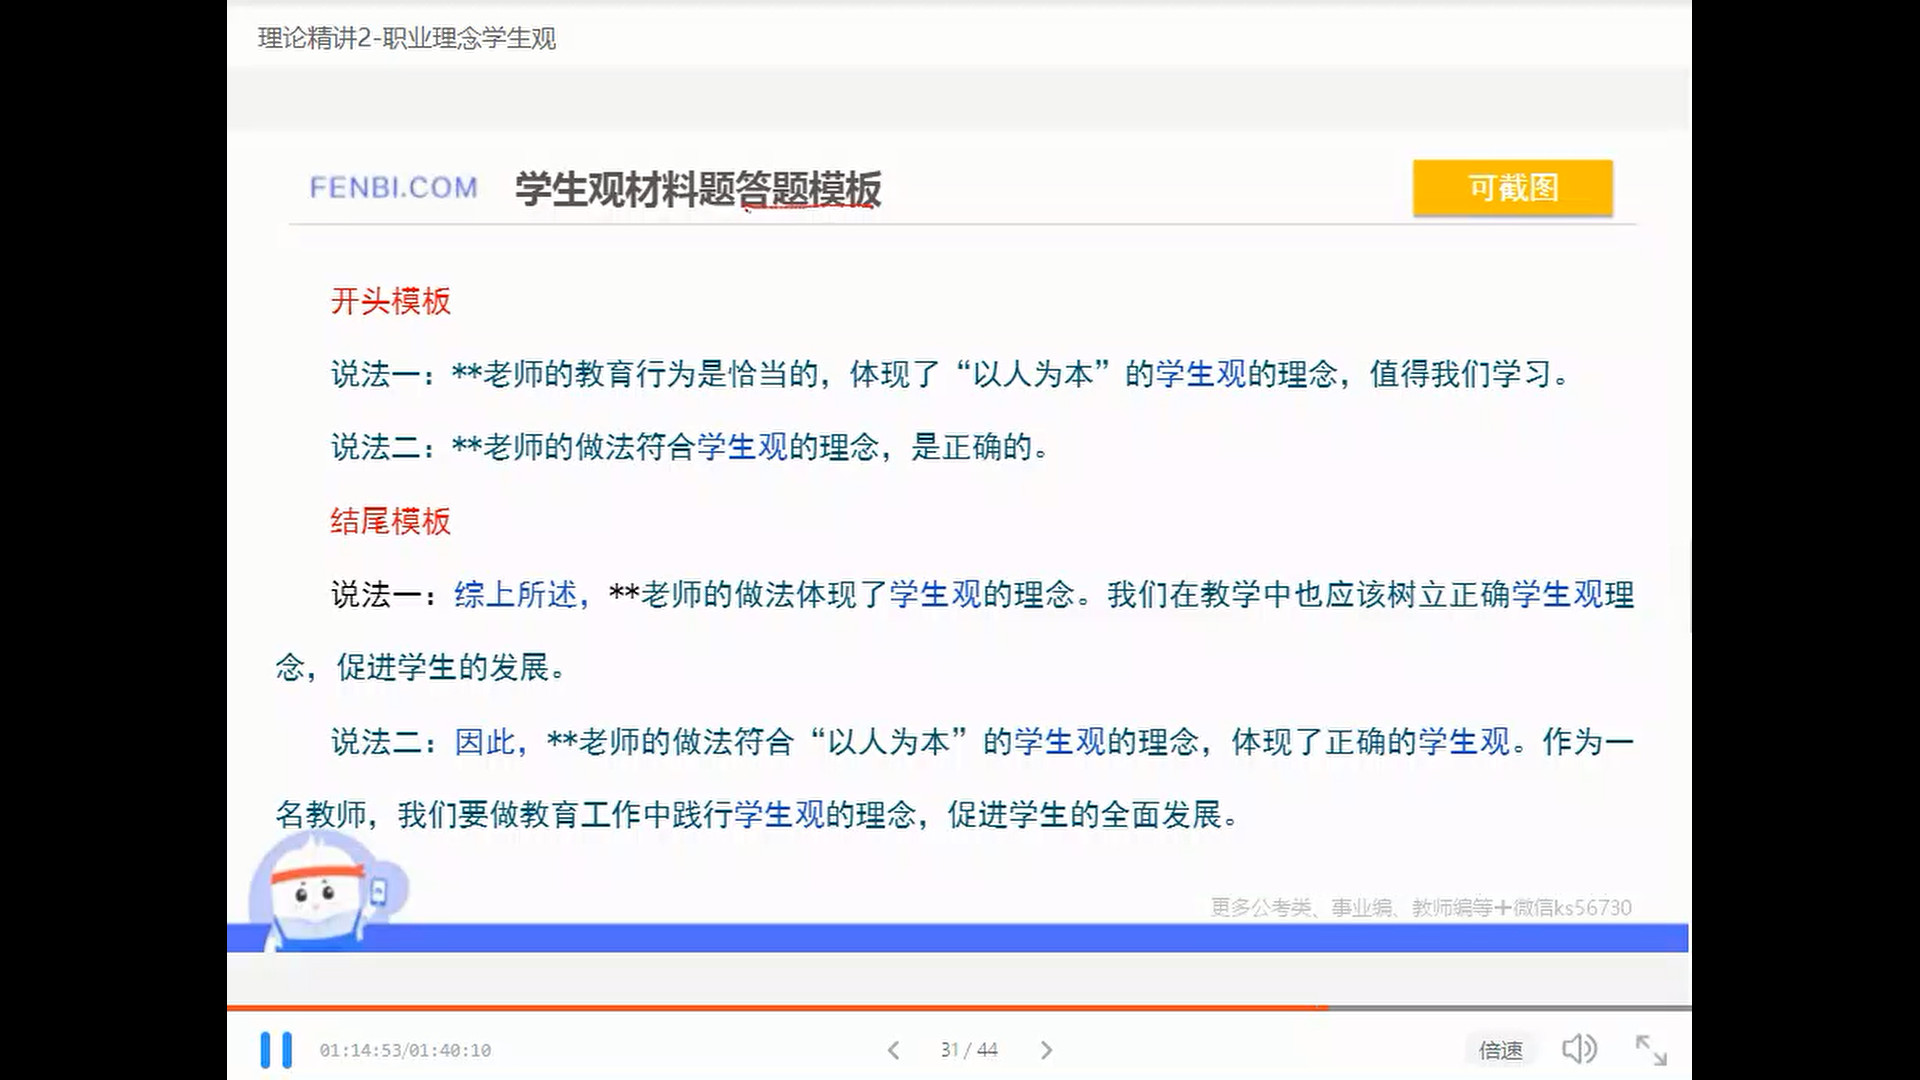 理论精讲2-职业理念学生观
FENBI.COM 学生观材料题答题模板 可截图
开头模板
说法一：**老师的教育行为是恰当的，体现了“以人为本”的学生观的理念，值得我们学习。
说法二：**老师的做法符合学生观的理念，是正确的。
结尾模板
说法一：综上所述，**老师的做法体现了学生观的理念。我们在教学中也应该树立正确学生观理
念，促进学生的发展。
说法二：因此，**老师的做法符合“以人为本”的学生观的理念，体现了正确的学生观。作为一
名教师，我们要做教育工作中践行学生观的理念，促进学生的全面发展。
更多公考类、事业编、教师编等+微信ks56730
01:14:53/01:40:10 31 / 44 倍速